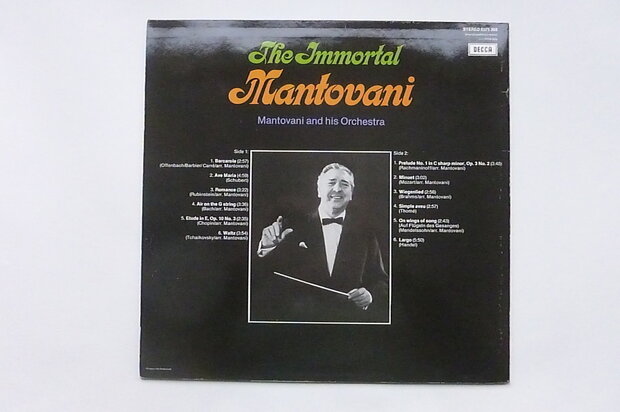 STEREO 6375 366
DECCA
The Immortal
Mantovani
Mantovani and his Orchestra
Side 1:
1. Barcarole (2:57)
(Offenbach/Barbier/Carré/arr. Mantovani)
2. Ave Maria (4:59)
(Schubert)
3. Romance (3:22)
(Rubinstein/arr. Mantovani)
4. Air on the G string (3:36)
(Bach/arr. Mantovani)
5. Etude in E, Op. 10 No. 3 (2:35)
(Chopin/arr. Mantovani)
6. Waltz (3:54)
(Tchaikovsky/arr. Mantovani)
Side 2:
1. Prelude No. 1 in C sharp minor, Op. 3 No. 2 (3:48)
(Rachmaninoff/arr. Mantovani)
2. Minuet (3:02)
(Mozart/arr. Mantovani)
3. Wiegenlied (2:56)
(Brahms/arr. Mantovani)
4. Simple aveu (2:57)
(Thomé)
5. On wings of song (2:43)
(Auf Flügeln des Gesanges)
(Mendelssohn/arr. Mantovani)
6. Largo (5:50)
(Handel)